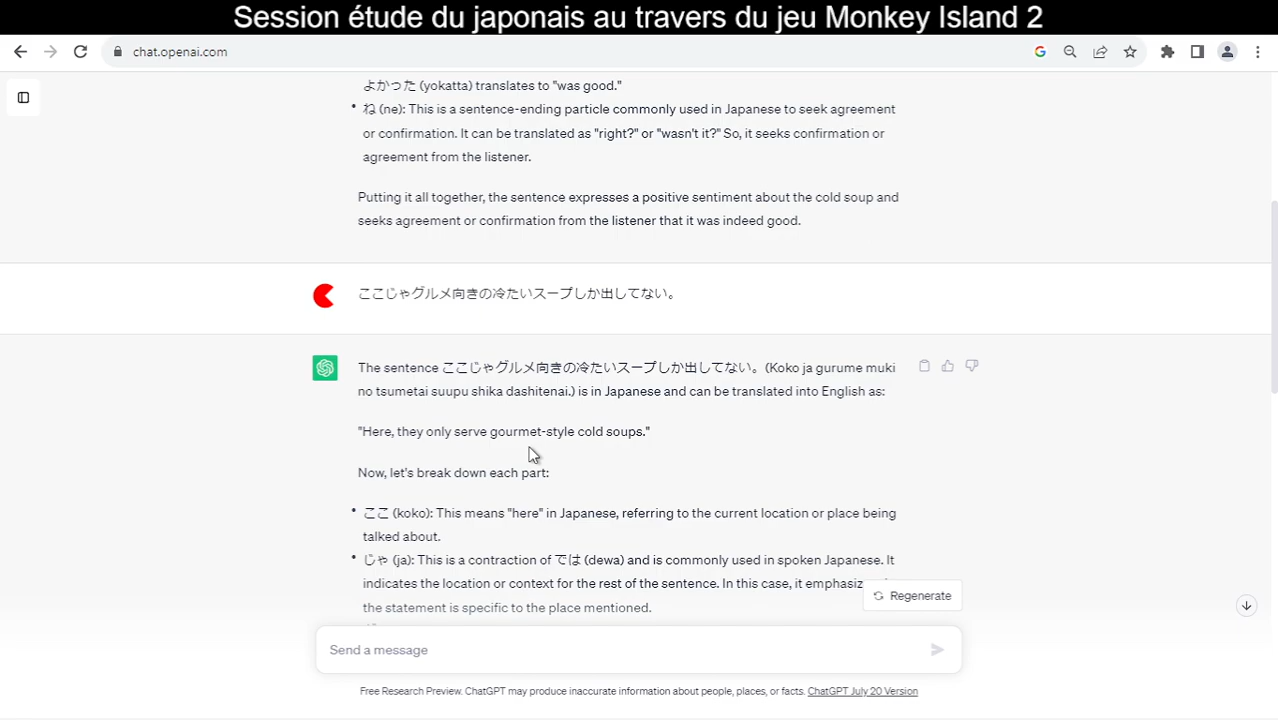 Session étude du japonais au travers du jeu Monkey Island 2
chat.openai.com
よかった (yokatta) translates to "was good."
• ね (ne): This is a sentence-ending particle commonly used in Japanese to seek agreement
or confirmation. It can be translated as "right?" or "wasn't it?" So, it seeks confirmation or
agreement from the listener.
Putting it all together, the sentence expresses a positive sentiment about the cold soup and
seeks agreement or confirmation from the listener that it was indeed good.
ここじゃグルメ向きの冷たいスープしか出してない。
The sentence ここじゃグルメ向きの冷たいスープしか出してない。(Koko ja gurume muki
no tsumetai suupu shika dashitenai.) is in Japanese and can be translated into English as:
"Here, they only serve gourmet-style cold soups."
Now, let's break down each part:
• ここ (koko): This means "here" in Japanese, referring to the current location or place being
talked about.
• じゃ (ja): This is a contraction of では (dewa) and is commonly used in spoken Japanese. It
indicates the location or context for the rest of the sentence. In this case, it
the statement is specific to the place mentioned.
Regenerate
Send a message
Free Research Preview. ChatGPT may produce inaccurate information about people, places, or facts. ChatGPT July 20 Version